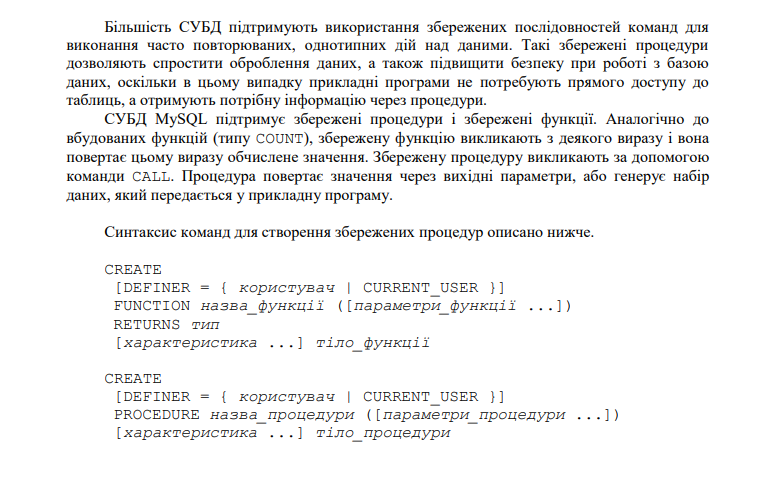 Більшість СУБД підтримують використання збережених послідовностей команд для
виконання часто повторюваних, однотипних дій над даними. Такі збережені процедури
дозволяють спростити оброблення даних, а також підвищити безпеку при роботі з базою
даних, оскільки в цьому випадку прикладні програми не потребують прямого доступу до
таблиць, а отримують потрібну інформацію через процедури.
СУБД MySQL підтримує збережені процедури і збережені функції. Аналогічно до
вбудованих функцій (типу COUNT), збережену функцію викликають з деякого виразу і вона
повертає цьому виразу обчислене значення. Збережену процедуру викликають за допомогою
команди CALL. Процедура повертає значення через вихідні параметри, або генерує набір
даних, який передається у прикладну програму.
Синтаксис команд для створення збережених процедур описано нижче.
CREATE
[DEFINER = { користувач | CURRENT_USER }]
FUNCTION назва_функції ([параметри_функції ...])
RETURNS тип
[характеристика ...] тіло_функції
CREATE
[DEFINER = { користувач | CURRENT_USER }]
PROCEDURE назва_процедури ([параметри_процедури ...])
[характеристика ...] тіло_процедури